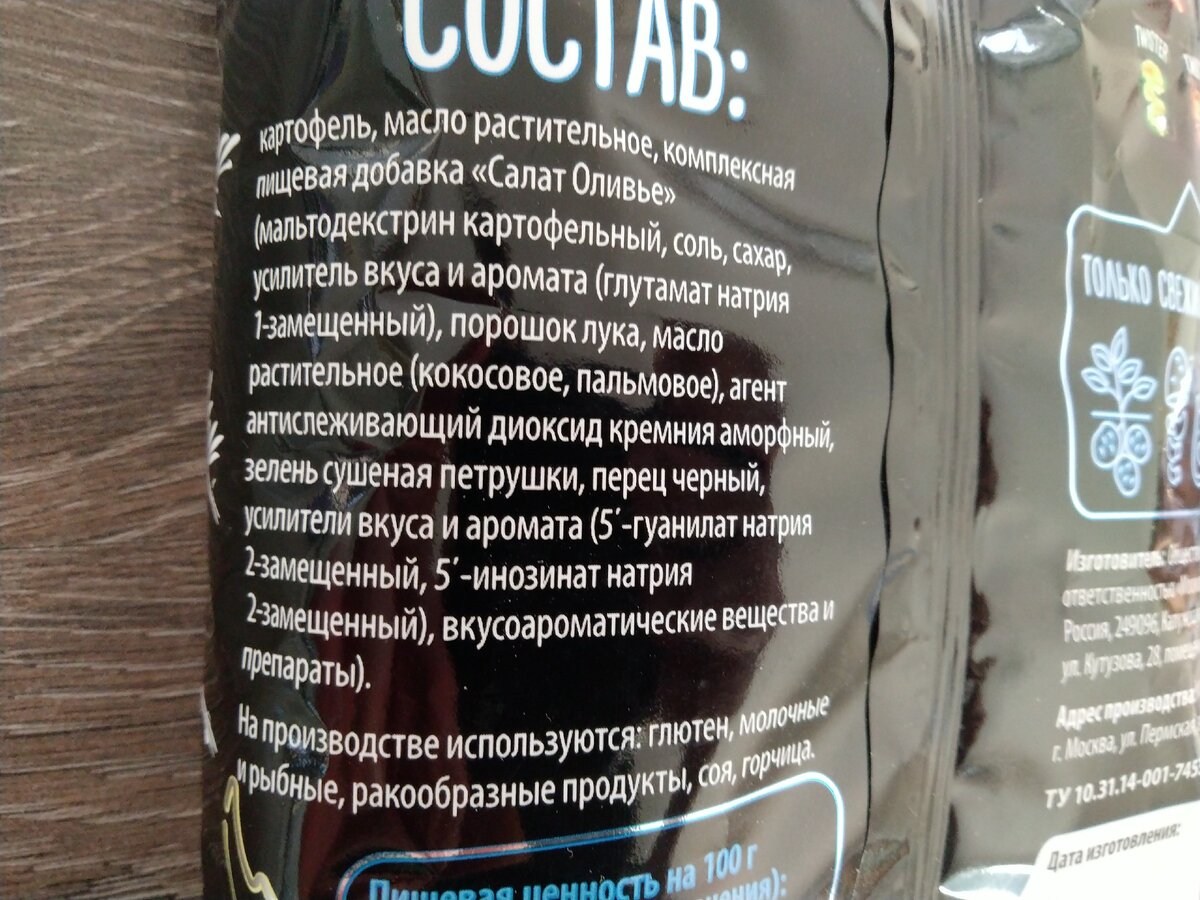 СОСТАВ:
картофель, масло растительное, комплексная
пищевая добавка «Салат Оливье»
(мальтодекстрин картофельный, соль, сахар,
усилитель вкуса и аромата (глутамат натрия
1-замещенный), порошок лука, масло
растительное (кокосовое, пальмовое), агент
антислеживающий диоксид кремния аморфный,
зелень сушеная петрушки, перец черный,
усилители вкуса и аромата (5´-гуанилат натрия
2-замещенный, 5´-инозинат натрия
2-замещенный), вкусоароматические вещества и
препараты).
На производстве используются: глютен, молочные
и рыбные, ракообразные продукты, соя, горчица.
Пищевая ценность на 100 г
ТОЛЬКО
Изготовитель:
ответственностью
Россия, 249096,
ул. Кутузова, 28,
Адрес производства
г. Москва, ул.
ТУ 10.31.14-001-
Дата изготовления: